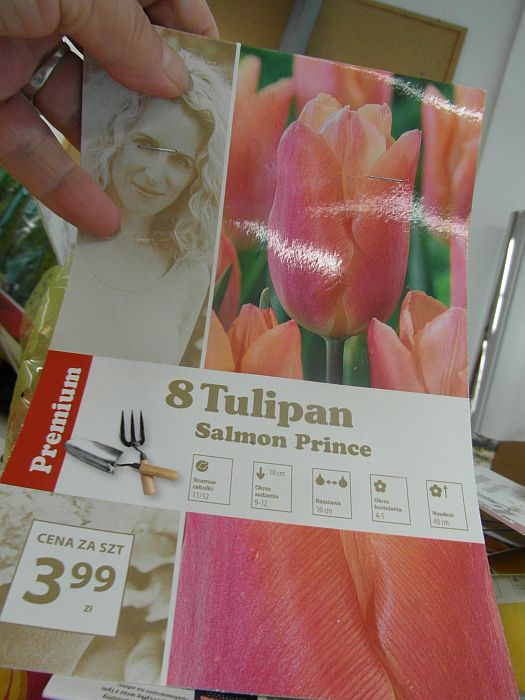 Premium
8 Tulipan
Salmon Prince
Rozmiar
cebulki
11/12
10 cm
Okres
sadzenia
9-12
Rozstawa
10 cm
Okres
kwitnienia
4-5
Wysokość
40 cm
CENA ZA SZT
3 99
zł